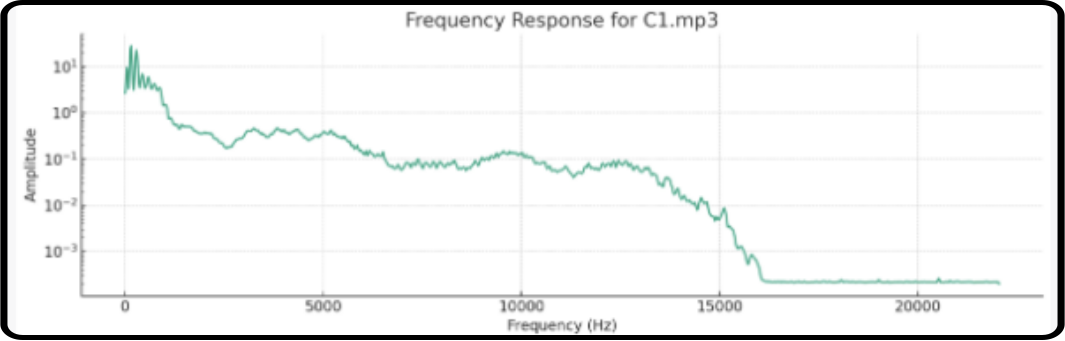 Frequency Response for C1.mp3
Amplitude
10¹
10⁰
10⁻¹
10⁻²
10⁻³
0 5000 10000 15000 20000
Frequency (Hz)